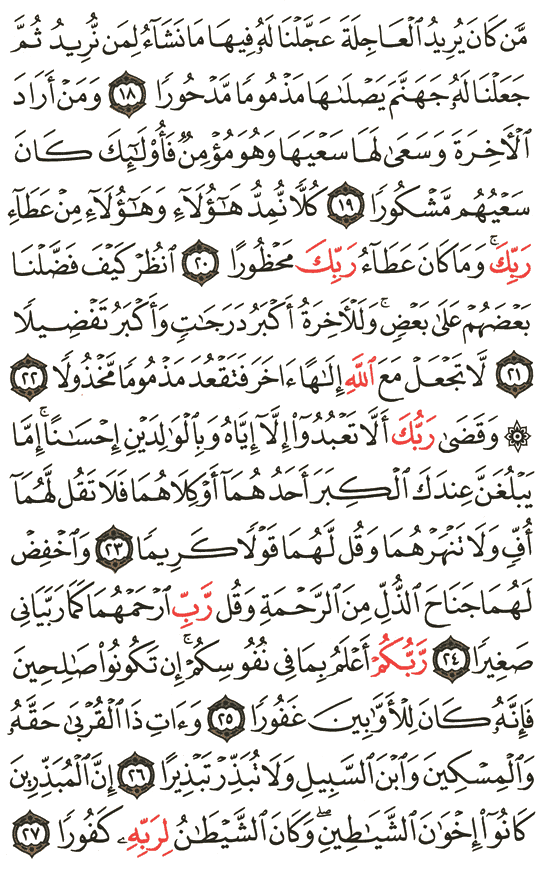 مَّن كَانَ يُرِيدُ ٱلْعَاجِلَةَ عَجَّلْنَا لَهُۥ فِيهَا مَا نَشَآءُ لِمَن نُّرِيدُ ثُمَّ
جَعَلْنَا لَهُۥ جَهَنَّمَ يَصْلَىٰهَا مَذْمُومًا مَّدْحُورًا ١٨ وَمَنْ أَرَادَ
ٱلْأَخِرَةَ وَسَعَىٰ لَهَا سَعْيَهَا وَهُوَ مُؤْمِنٌ فَأُو۟لَـٰٓئِكَ كَانَ
سَعْيُهُم مَّشْكُورًا ١٩ كُلًّا نُّمِدُّ هَـٰٓؤُلَآءِ وَهَـٰٓؤُلَآءِ مِنْ عَطَآءِ
رَبِّكَ ۚ وَمَا كَانَ عَطَآءُ رَبِّكَ مَحْظُورًا ٢٠ ٱنظُرْ كَيْفَ فَضَّلْنَا
بَعْضَهُمْ عَلَىٰ بَعْضٍ ۚ وَلَلْأَخِرَةُ أَكْبَرُ دَرَجَـٰتٍ وَأَكْبَرُ تَفْضِيلًا
٢١ لَّا تَجْعَلْ مَعَ ٱللَّهِ إِلَـٰهًا ءَاخَرَ فَتَقْعُدَ مَذْمُومًا مَّخْذُولًا ٢٢
۞ وَقَضَىٰ رَبُّكَ أَلَّا تَعْبُدُوٓا۟ إِلَّآ إِيَّاهُ وَبِٱلْوَٰلِدَيْنِ إِحْسَـٰنًا ۚ إِمَّا
يَبْلُغَنَّ عِندَكَ ٱلْكِبَرَ أَحَدُهُمَآ أَوْ كِلَاهُمَا فَلَا تَقُل لَّهُمَآ
أُفٍّ وَلَا تَنْهَرْهُمَا وَقُل لَّهُمَا قَوْلًا كَرِيمًا ٢٣ وَٱخْفِضْ
لَهُمَا جَنَاحَ ٱلذُّلِّ مِنَ ٱلرَّحْمَةِ وَقُل رَّبِّ ٱرْحَمْهُمَا كَمَا رَبَّيَانِى
صَغِيرًا ٢٤ رَّبُّكُمْ أَعْلَمُ بِمَا فِى نُفُوسِكُمْ ۚ إِن تَكُونُوا۟ صَـٰلِحِينَ
فَإِنَّهُۥ كَانَ لِلْأَوَّٰبِينَ غَفُورًا ٢٥ وَءَاتِ ذَا ٱلْقُرْبَىٰ حَقَّهُۥ
وَٱلْمِسْكِينَ وَٱبْنَ ٱلسَّبِيلِ وَلَا تُبَذِّرْ تَبْذِيرًا ٢٦ إِنَّ ٱلْمُبَذِّرِينَ
كَانُوٓا۟ إِخْوَٰنَ ٱلشَّيَـٰطِينِ ۖ وَكَانَ ٱلشَّيْطَـٰنُ لِرَبِّهِۦ كَفُورًا ٢٧